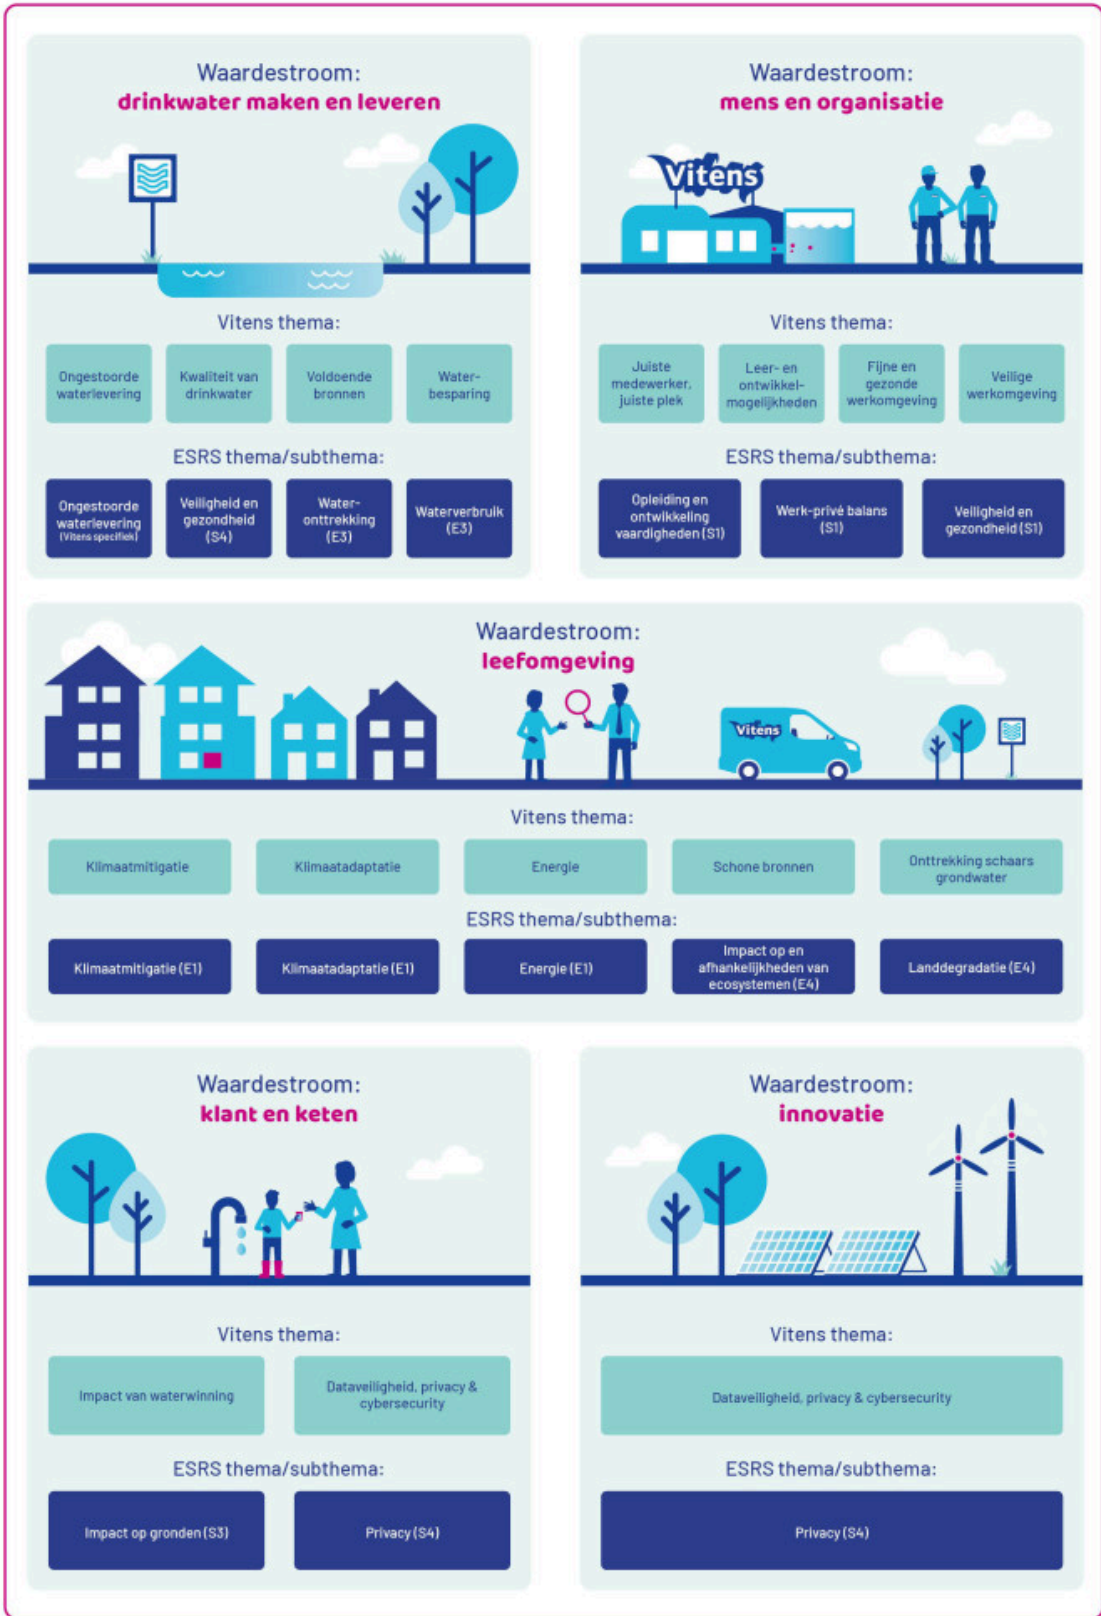 Waardestroom:
drinkwater maken en leveren
Vitens thema:
Ongestoorde
waterlevering
Kwaliteit van
drinkwater
Voldoende
bronnen
Water-
besparing
ESRS thema/subthema:
Ongestoorde
waterlevering
(Vitens specifiek)
Veiligheid en
gezondheid
(S4)
Water-
onttrekking
(E3)
Waterverbruik
(E3)
Waardestroom:
mens en organisatie
Vitens
Vitens thema:
Juiste
medewerker,
juiste plek
Leer- en
ontwikkel-
mogelijkheden
Fijne en
gezonde
werkomgeving
Veilige
werkomgeving
ESRS thema/subthema:
Opleiding en
ontwikkeling
vaardigheden (S1)
Werk-privé balans
(S1)
Veiligheid en
gezondheid (S1)
Waardestroom:
leefomgeving
Vitens
Vitens thema:
Klimaatmitigatie
Klimaatadaptatie
Energie
Schone bronnen
Onttrekking schaars
grondwater
ESRS thema/subthema:
Klimaatmitigatie (E1)
Klimaatadaptatie (E1)
Energie (E1)
Impact op en
afhankelijkheden van
ecosystemen (E4)
Landdegradatie (E4)
Waardestroom:
klant en keten
Vitens thema:
Impact van waterwinning
Dataveiligheid, privacy &
cybersecurity
ESRS thema/subthema:
Impact op gronden (S3)
Privacy (S4)
Waardestroom:
innovatie
Vitens thema:
Dataveiligheid, privacy & cybersecurity
ESRS thema/subthema:
Privacy (S4)